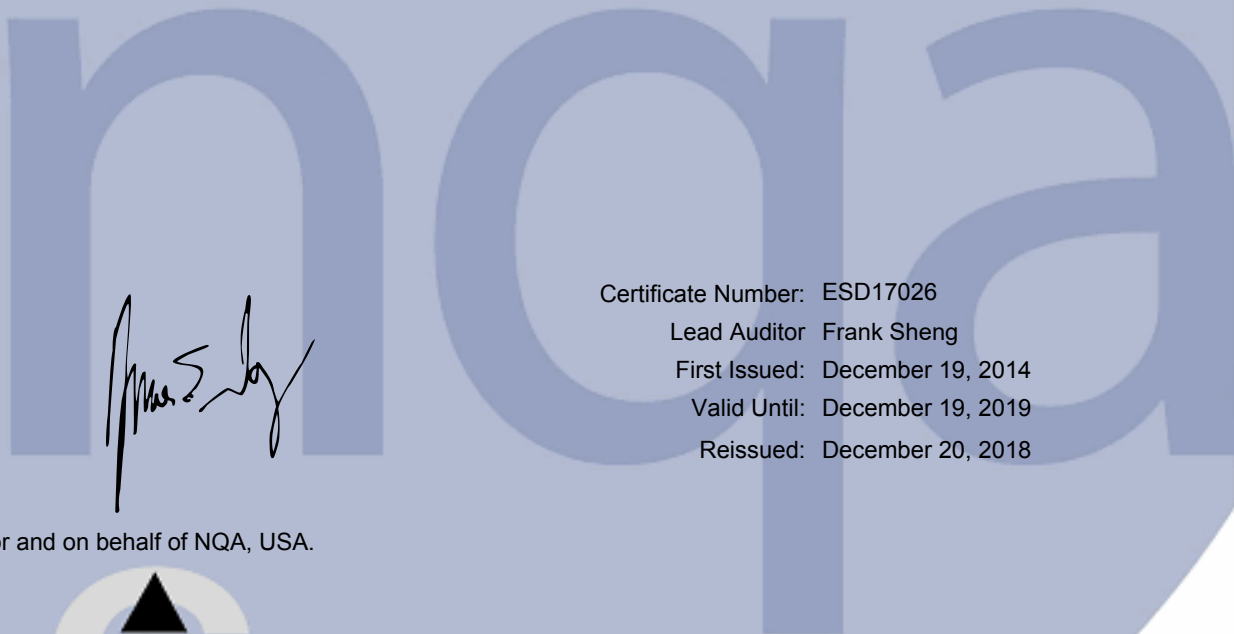 nqa
Certificate Number: ESD17026
Lead Auditor Frank Sheng
First Issued: December 19, 2014
Valid Until: December 19, 2019
Reissued: December 20, 2018
and on behalf of NQA, USA.